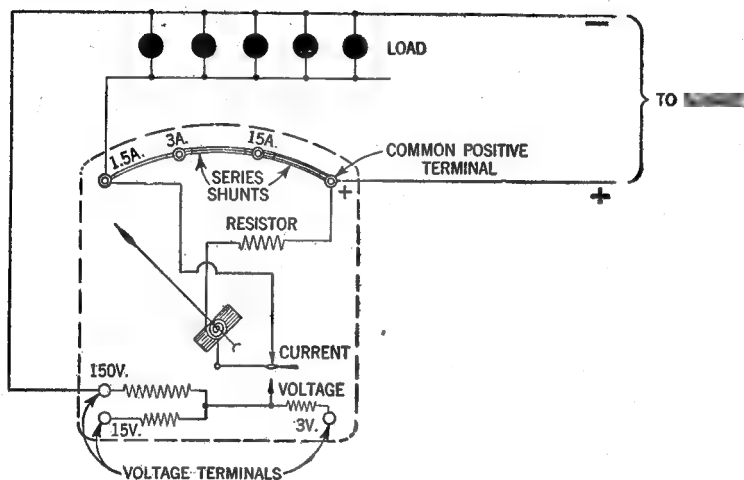 LOAD
−
TO
1.5A.
3A.
15A.
SERIES
SHUNTS
COMMON POSITIVE
TERMINAL
+
+
RESISTOR
CURRENT
VOLTAGE
150V.
15V.
3V.
VOLTAGE TERMINALS